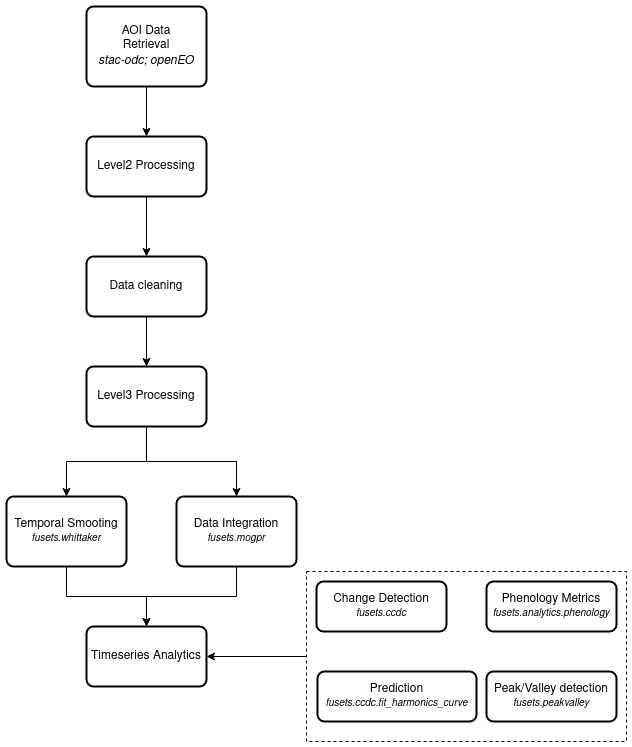 AOI Data
Retrieval
stac-odc; openEO
Level2 Processing
Data cleaning
Level3 Processing
Temporal Smooting
fusets.whittaker
Data Integration
fusets.mogpr
Timeseries Analytics
Change Detection
fusets.ccdc
Phenology Metrics
fusets.analytics.phenology
Prediction
fusets.ccdc.fit_harmonics_curve
Peak/Valley detection
fusets.peakvalley